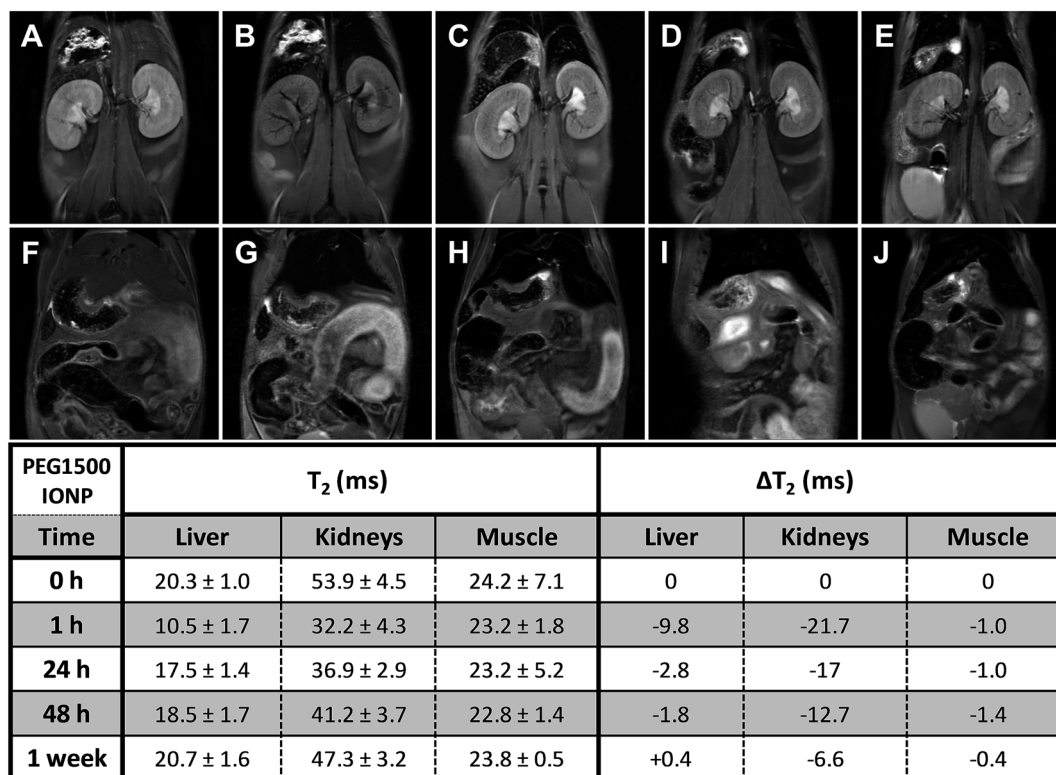 A B C D E
F G H I J
PEG1500 IONP T₂ (ms) ΔT₂ (ms)
Time Liver Kidneys Muscle Liver Kidneys Muscle
0 h 20.3 ± 1.0 53.9 ± 4.5 24.2 ± 7.1 0 0 0
1 h 10.5 ± 1.7 32.2 ± 4.3 23.2 ± 1.8 -9.8 -21.7 -1.0
24 h 17.5 ± 1.4 36.9 ± 2.9 23.2 ± 5.2 -2.8 -17 -1.0
48 h 18.5 ± 1.7 41.2 ± 3.7 22.8 ± 1.4 -1.8 -12.7 -1.4
1 week 20.7 ± 1.6 47.3 ± 3.2 23.8 ± 0.5 +0.4 -6.6 -0.4